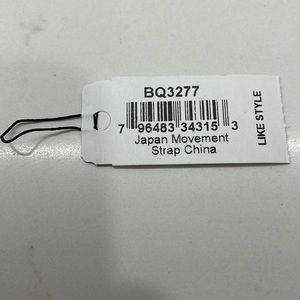 BQ3277
7 96483 34315 3
Japan Movement
Strap China
LIKE STYLE